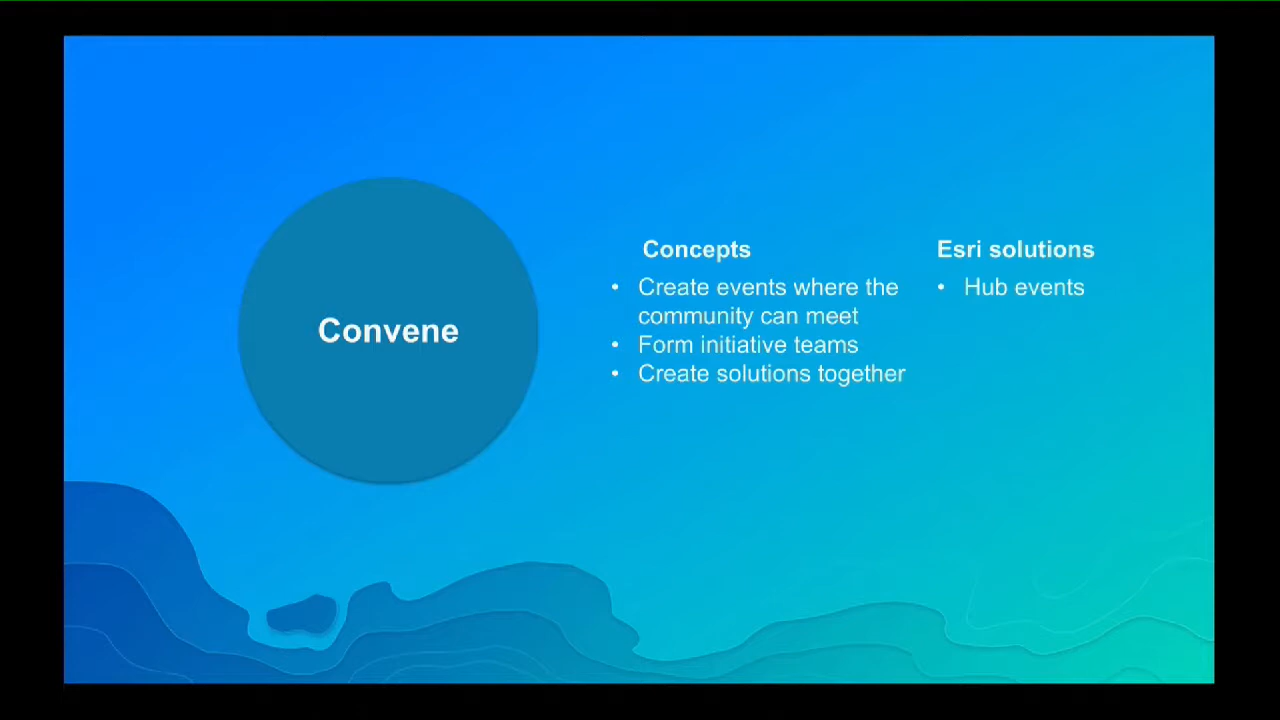 Convene
Concepts
• Create events where the
community can meet
• Form initiative teams
• Create solutions together
Esri solutions
• Hub events